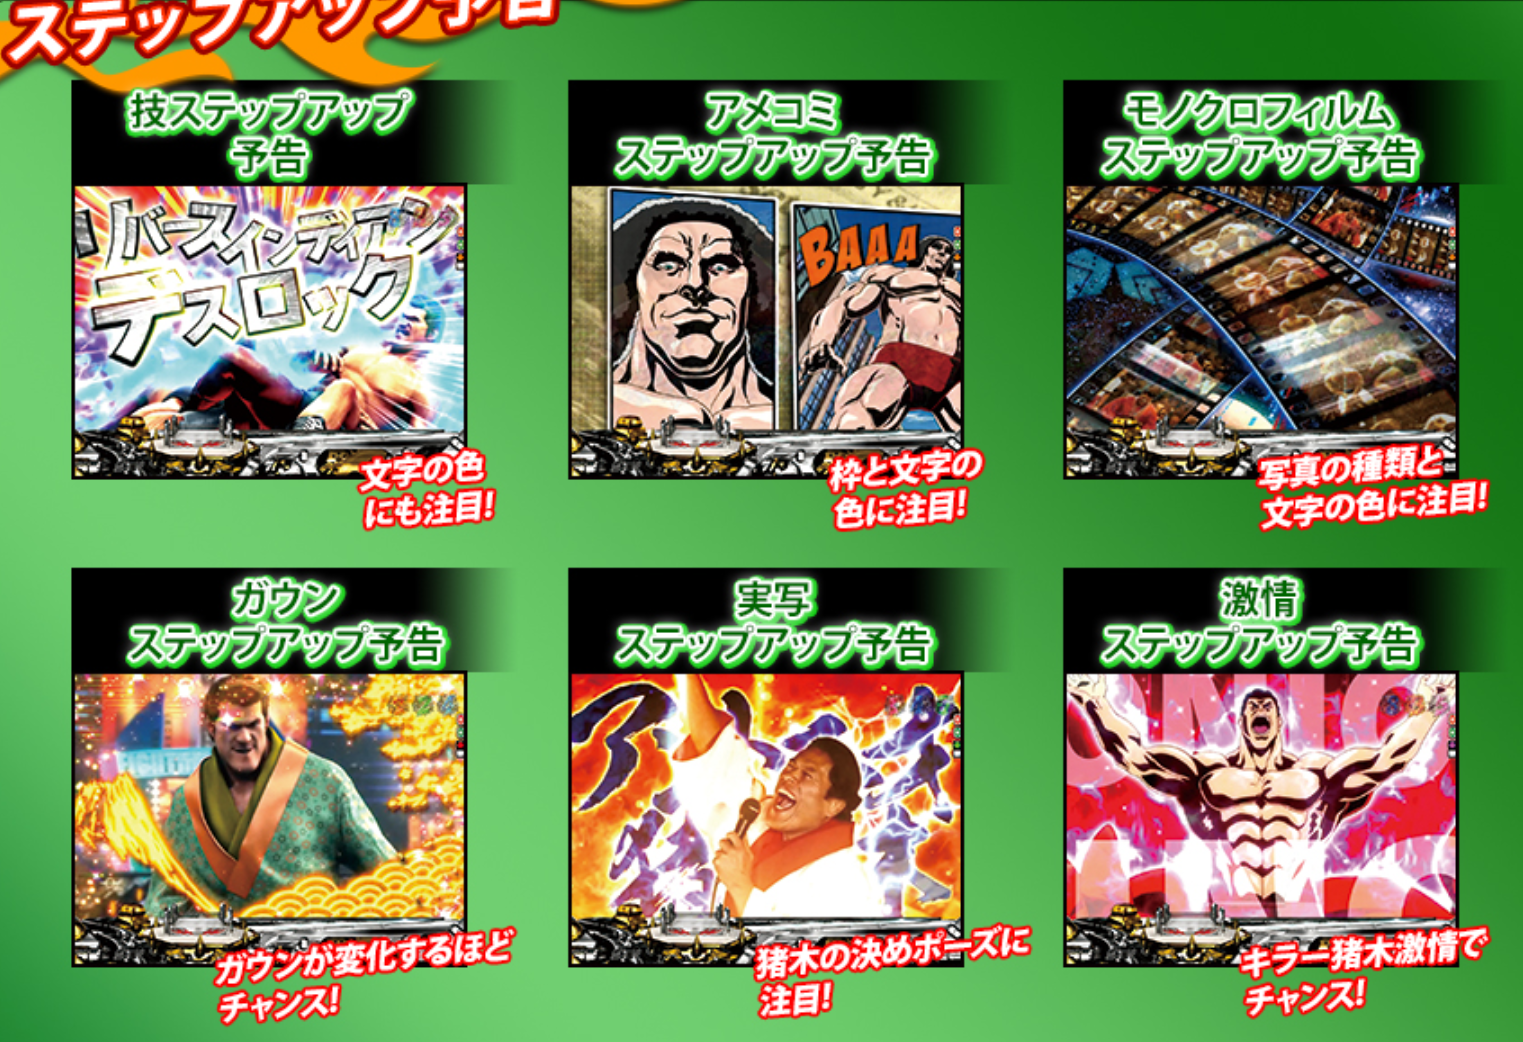 ステップアップ予告
技ステップアップ
予告
アメコミ
ステップアップ予告
モノクロフィルム
ステップアップ予告
リバースインディアン
デスロック
BAAA
文字の色
にも注目!
枠と文字の
色に注目!
写真の種類と
文字の色に注目!
ガウン
ステップアップ予告
実写
ステップアップ予告
激情
ステップアップ予告
ガウンが変化するほど
チャンス!
猪木の決めポーズに
注目!
キラー猪木激情で
チャンス!